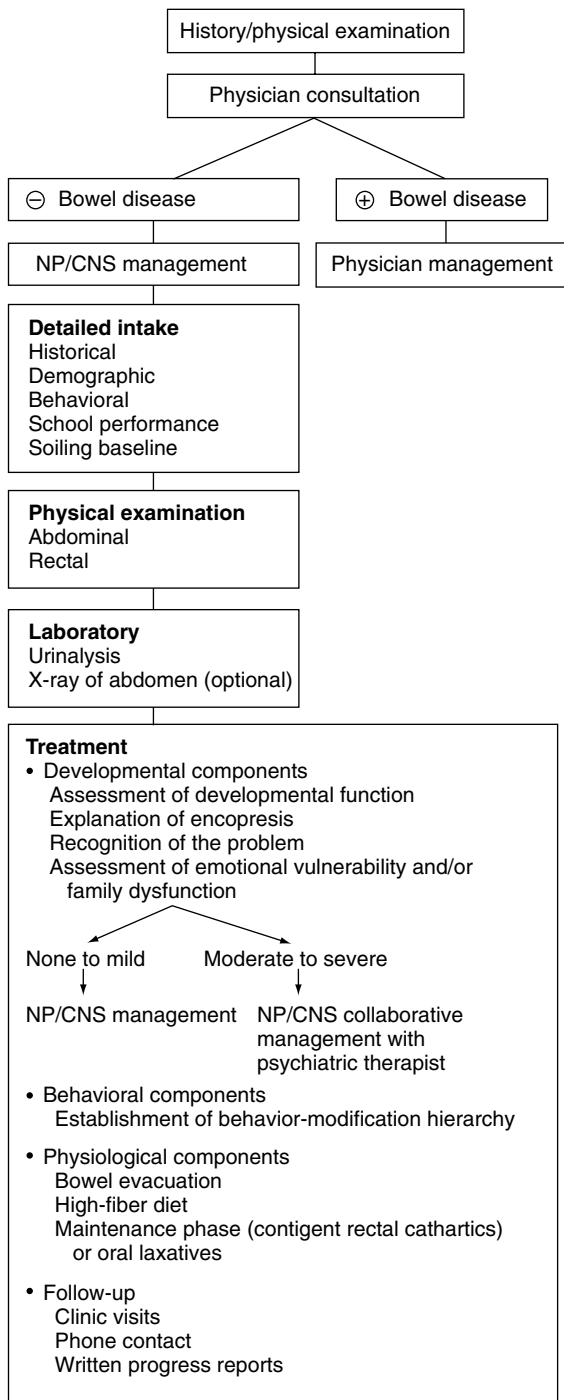 History/physical examination
Physician consultation
⊖ Bowel disease
⊕ Bowel disease
NP/CNS management
Physician management
Detailed intake
Historical
Demographic
Behavioral
School performance
Soiling baseline
Physical examination
Abdominal
Rectal
Laboratory
Urinalysis
X-ray of abdomen (optional)
Treatment
• Developmental components
Assessment of developmental function
Explanation of encopresis
Recognition of the problem
Assessment of emotional vulnerability and/or
family dysfunction
None to mild
Moderate to severe
NP/CNS management
NP/CNS collaborative
management with
psychiatric therapist
• Behavioral components
Establishment of behavior-modification hierarchy
• Physiological components
Bowel evacuation
High-fiber diet
Maintenance phase (contigent rectal cathartics)
or oral laxatives
• Follow-up
Clinic visits
Phone contact
Written progress reports